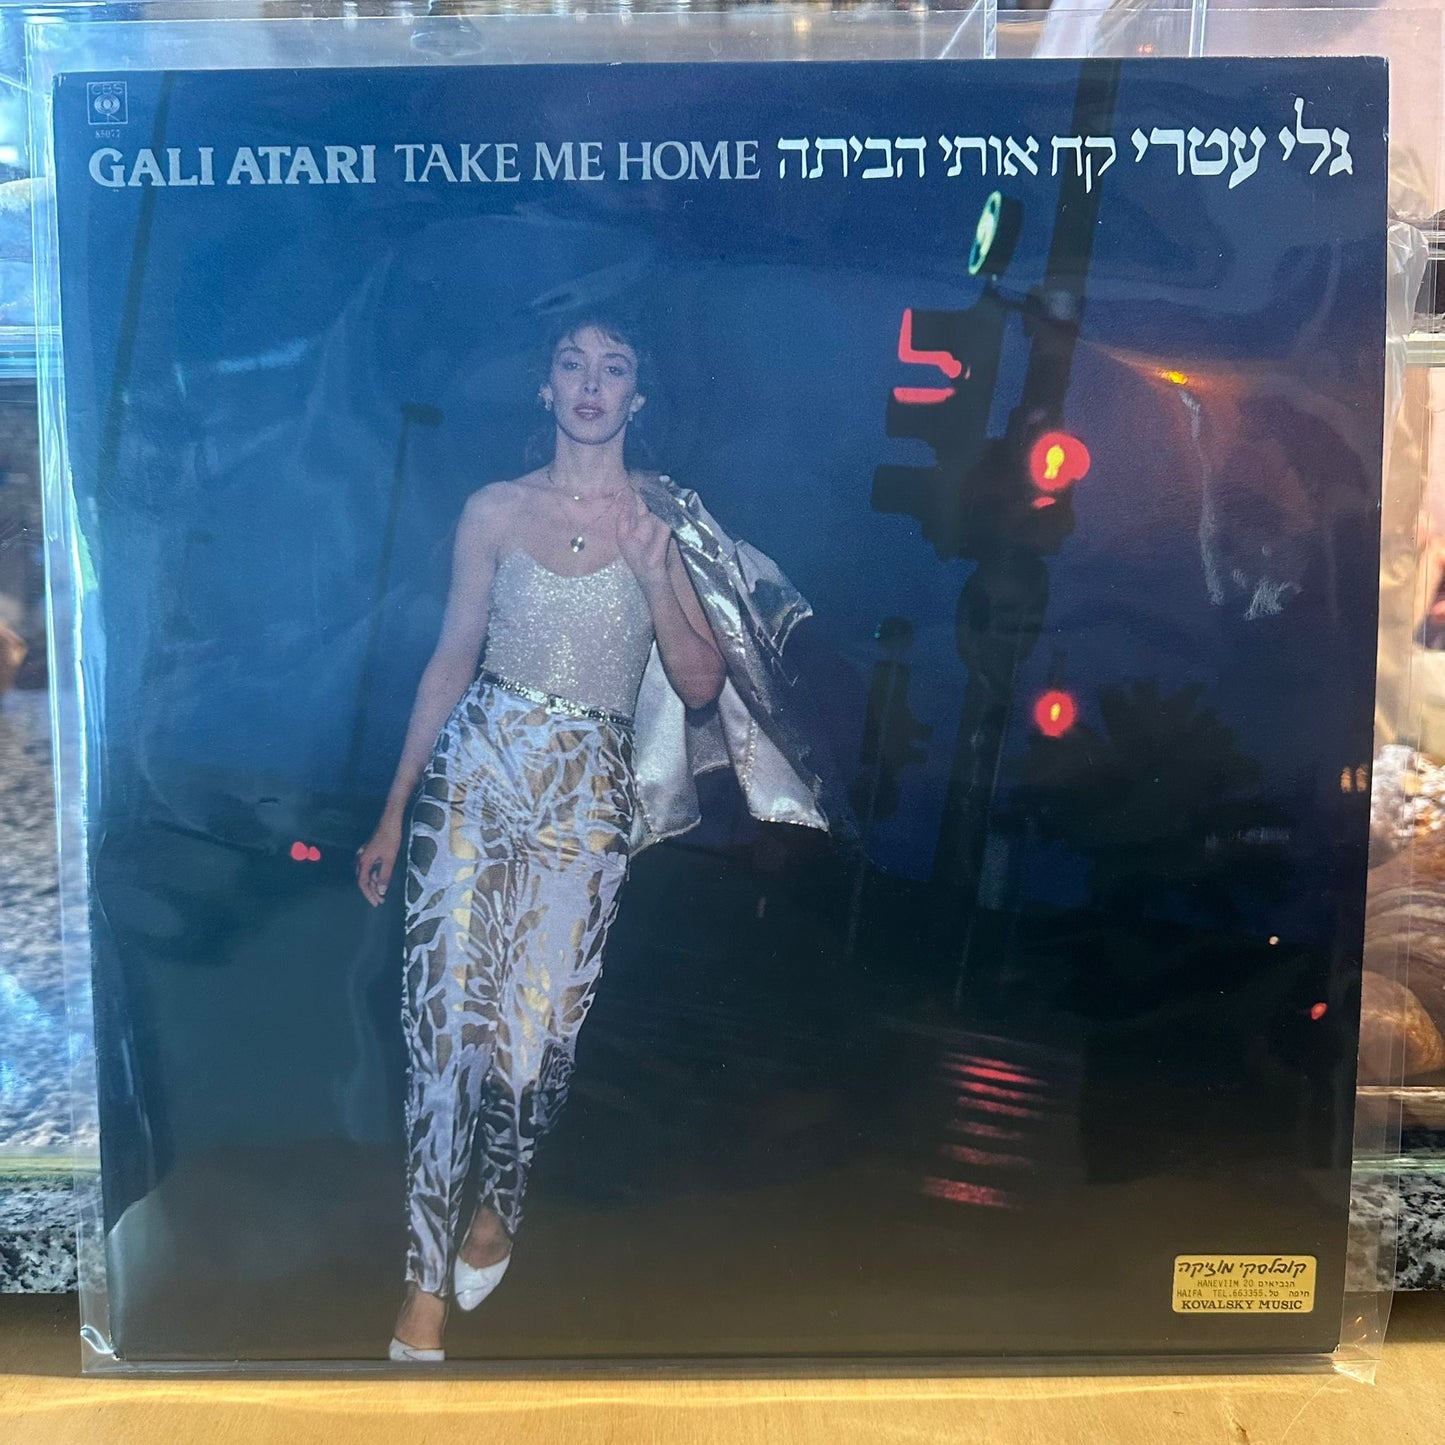 CBS
85077
GALI ATARI TAKE ME HOME גלי עטרי קח אותי הביתה
קובלסקי מוזיקה
HANEVIIM 20 הנביאים
HAIFA TEL.663355.טל חיפה
KOVALSKY MUSIC